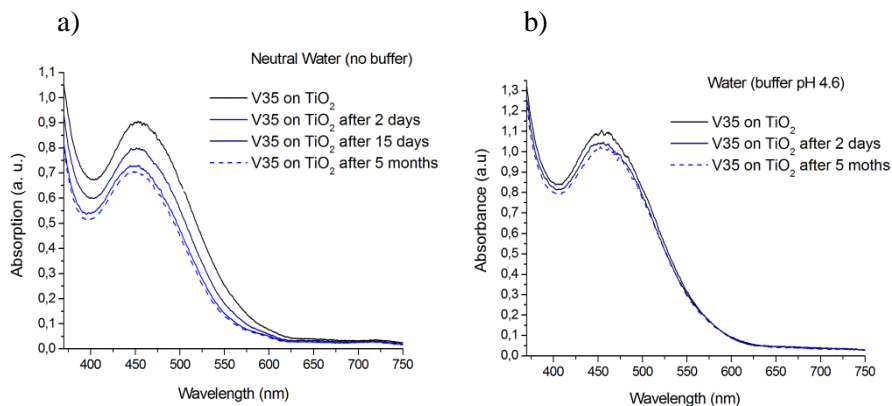 a)
Neutral Water (no buffer)
V35 on TiO2
V35 on TiO2 after 2 days
V35 on TiO2 after 15 days
V35 on TiO2 after 5 moths
1,1
1,0
0,9
0,8
0,7
0,6
0,5
0,4
0,3
0,2
0,1
0,0
Absorption (a. u.)
400 450 500 550 600 650 700 750
Wavelength (nm)
b)
Water (buffer pH 4.6)
V35 on TiO2
V35 on TiO2 after 2 days
V35 on TiO2 after 5 moths
1,3
1,2
1,1
1,0
0,9
0,8
0,7
0,6
0,5
0,4
0,3
0,2
0,1
0,0
Absorbance (a.u)
400 450 500 550 600 650 700 750
Wavelength (nm)